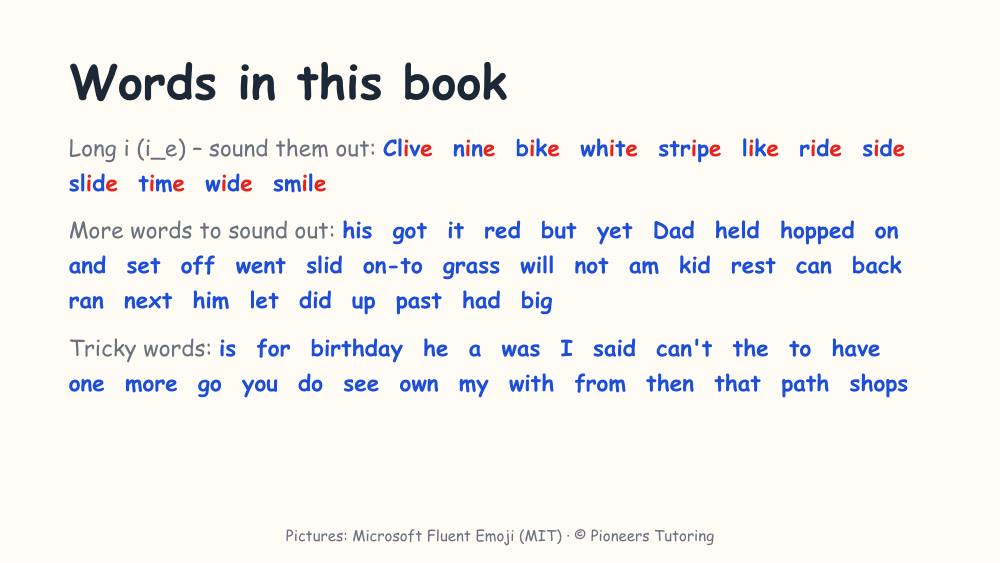 Words in this book
Long i (i_e) – sound them out: Clive nine bike white stripe like ride side
slide time wide smile
More words to sound out: his got it red but yet Dad held hopped on
and set off went slid on-to grass will not am kid rest can back
ran next him let did up past had big
Tricky words: is for birthday he a was I said can't the to have
one more go you do see own my with from then that path shops
Pictures: Microsoft Fluent Emoji (MIT) · © Pioneers Tutoring